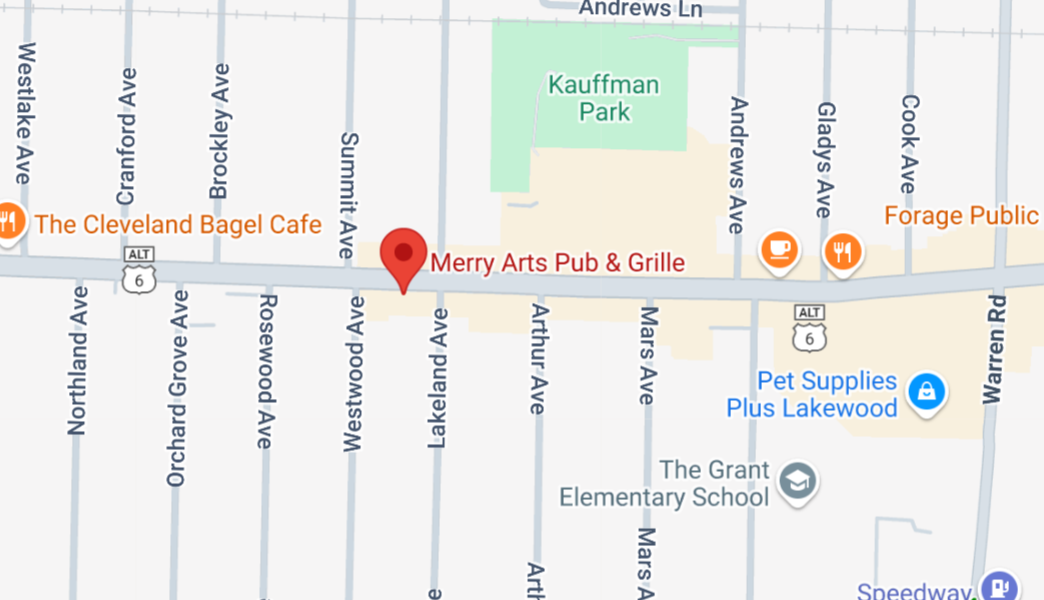 Andrews Ln
Westlake Ave
Cranford Ave
Brockley Ave
Summit Ave
Kauffman
Park
Andrews Ave
Gladys Ave
Cook Ave
The Cleveland Bagel Cafe
Forage Public
ALT
6
Merry Arts Pub & Grille
Northland Ave
Orchard Grove Ave
Rosewood Ave
Westwood Ave
Lakeland Ave
Arthur Ave
Mars Ave
ALT
6
Warren Rd
Pet Supplies
Plus Lakewood
The Grant
Elementary School
Mars A
Arth
Speedway